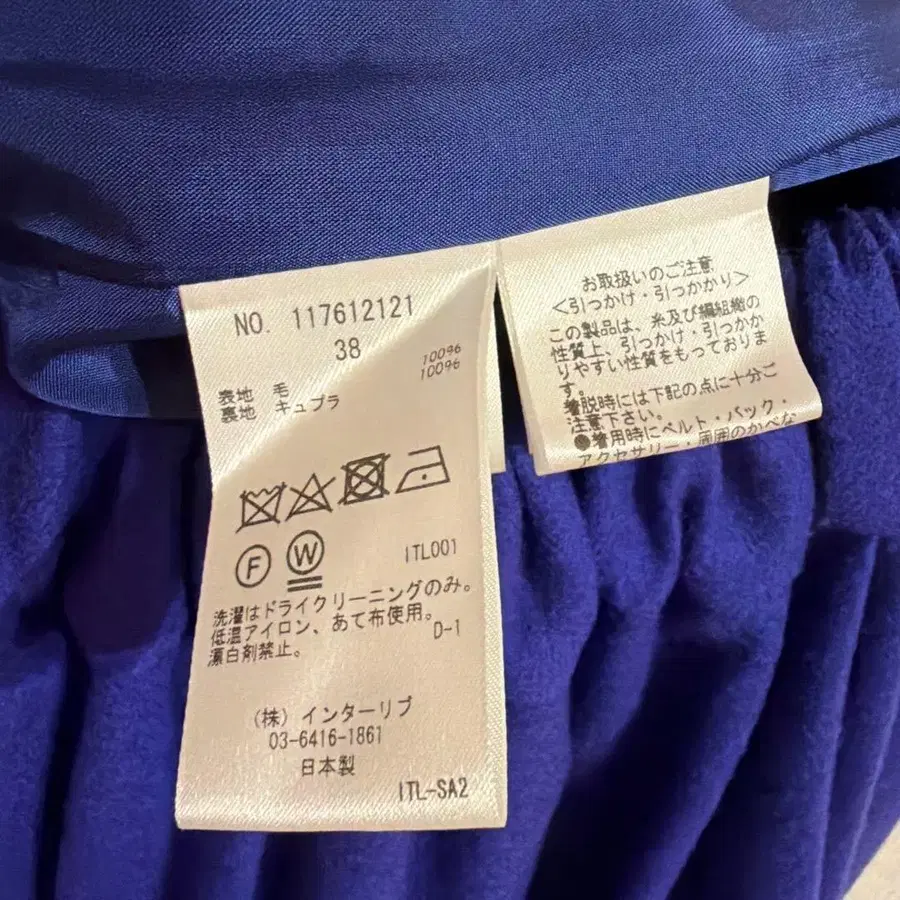 NO. 117612121
38
10096
10096
表地 毛
裏地 キュプラ
F W
ITL001
洗濯はドライクリーニングのみ。
低温アイロン、あて布使用。
漂白剤禁止。
D-1
(株) インターリブ
03-6416-1861
日本製
ITL-SA2
お取扱いのご注意
<引っかけ・引っかかり>
この製品は、糸及び編組織の
性質上、引っかけ・引っかか
りやすい性質をもっておりま
す。
着脱時には下記の点に十分ご
注意下さい。
●着用時にベルト・バック・
アクセサリー・周囲のかべな